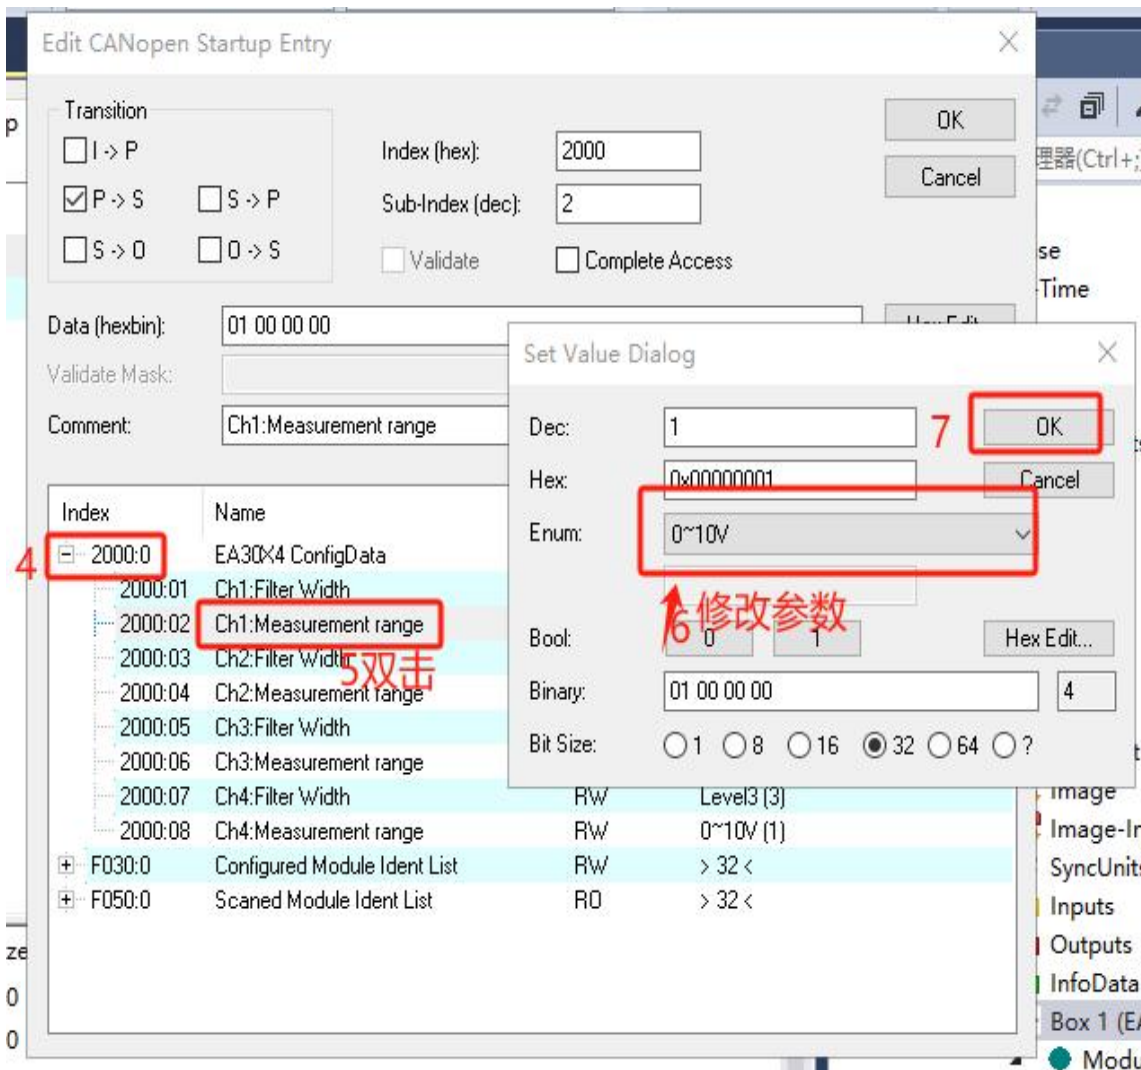 Edit CANopen Startup Entry
Transition
I -> P
P -> S
S -> P
S -> O
O -> S
Index (hex):
2000
Sub-Index (dec):
2
Validate
Complete Access
OK
Cancel
Data (hexbin):
01 00 00 00
Validate Mask:
Comment:
Ch1:Measurement range
Index Name
4
2000:0 EA30X4 ConfigData
2000:01 Ch1:Filter Width
2000:02 Ch1:Measurement range
5双击
2000:03 Ch2:Filter Width
2000:04 Ch2:Measurement range
2000:05 Ch3:Filter Width
2000:06 Ch3:Measurement range
2000:07 Ch4:Filter Width RW Level3 (3)
2000:08 Ch4:Measurement range RW 0~10V (1)
F030:0 Configured Module Ident List RW > 32 <
F050:0 Scaned Module Ident List RO > 32 <
Set Value Dialog
Dec: 1
7
OK
Hex: 0x00000001
Cancel
Enum: 0~10V
6 修改参数
Bool: 0 1
Hex Edit...
Binary: 01 00 00 00 4
Bit Size: 1 8 16 32 64 ?
理器(Ctrl+;
se
-Time
Image
Image-In
SyncUnits
Inputs
Outputs
InfoData
Box 1 (EA
Modu
ze
0
0